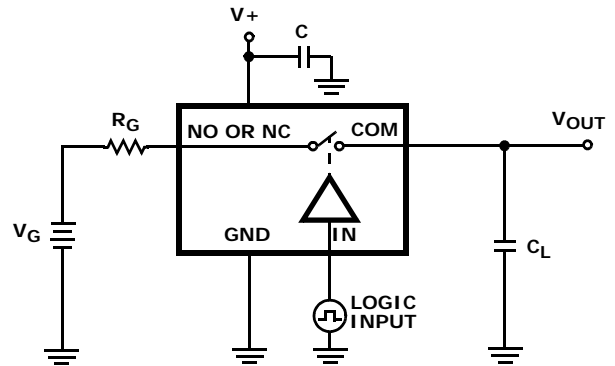 V+
C
RG
NO OR NC
COM
VOUT
VG
GND
IN
CL
LOGIC
INPUT